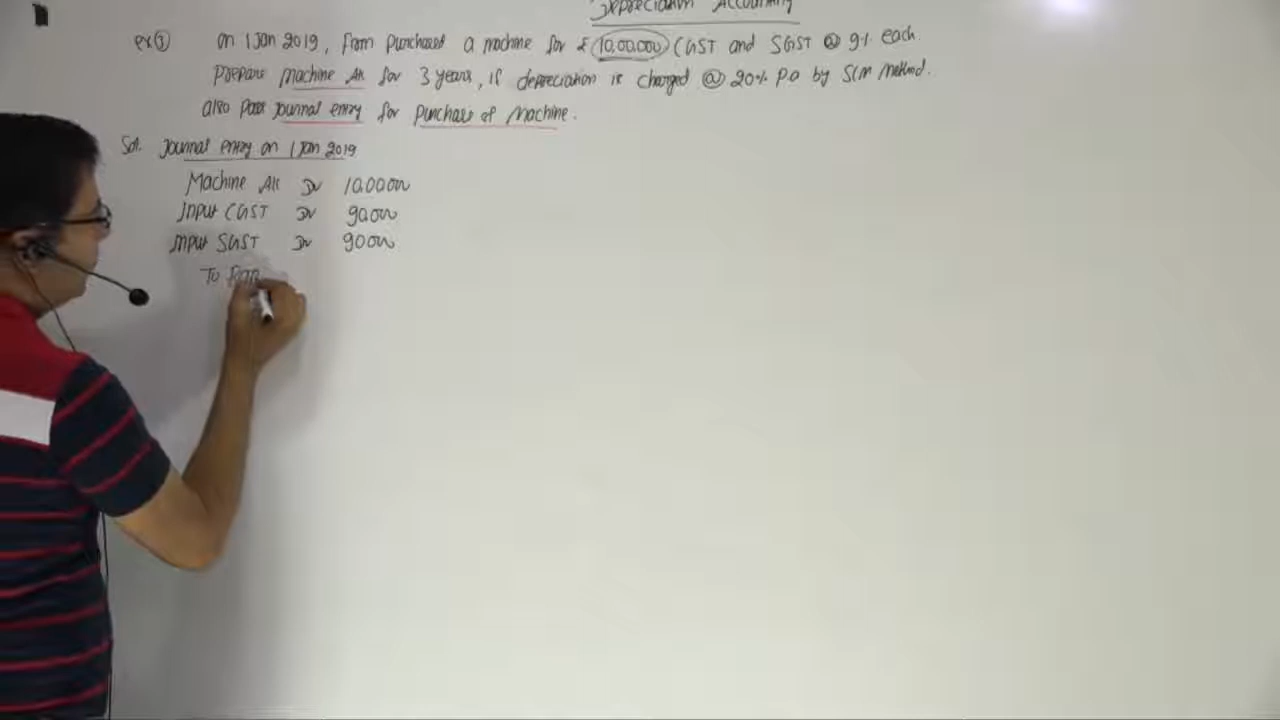 Depreciation Accounting
ex ③ on 1 Jan 2019, Firm purchased a machine for ₹ 10,00,000 CGST and SGST @ 9% each.
Prepare Machine A/c for 3 years, if depreciation is charged @ 20% P.a by SLM Method.
also pass Journal entry for Purchase of Machine.
Sol. Journal entry on 1 Jan 2019
Machine A/c Dr 10,00,000
Input CGST Dr 90,000
Input SGST Dr 90,000
To Ban